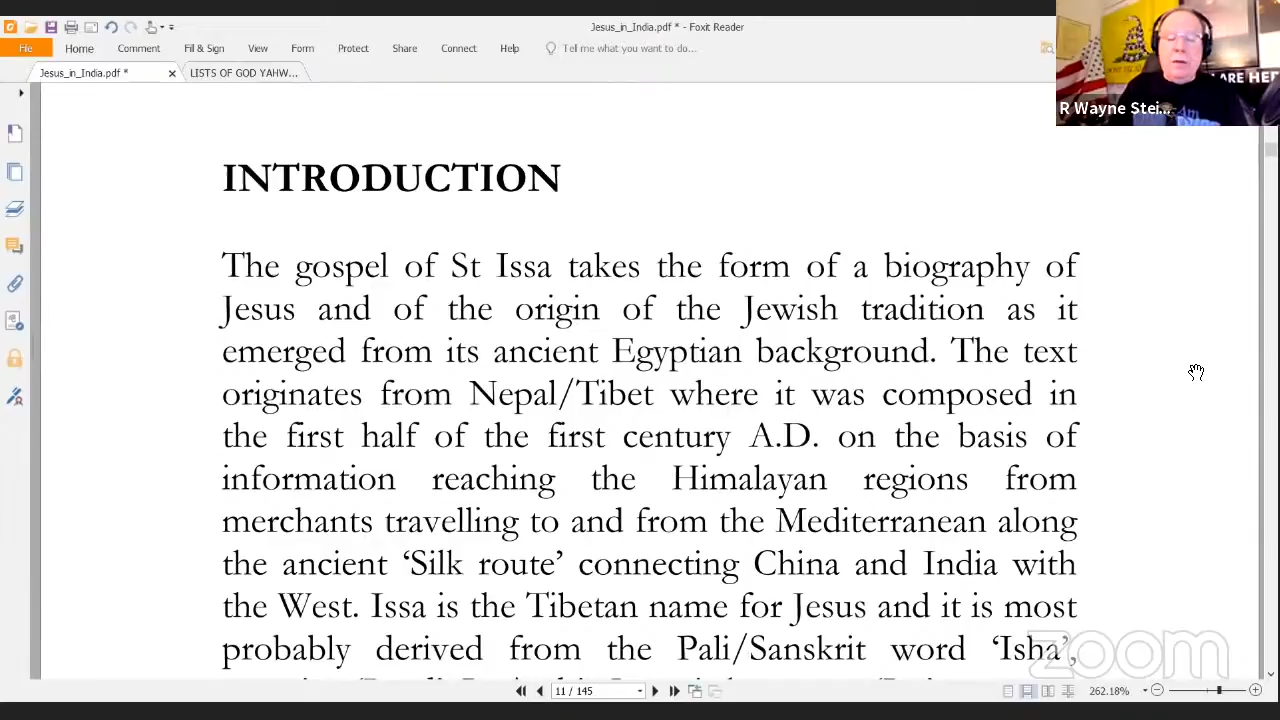 Jesus_in_India.pdf * - Foxit Reader
File Home Comment Fill & Sign View Form Protect Share Connect Help Tell me what you want to do...
Jesus_in_India.pdf * LISTS OF GOD YAHW...
ARE HER
R Wayne Stei...
INTRODUCTION
The gospel of St Issa takes the form of a biography of
Jesus and of the origin of the Jewish tradition as it
emerged from its ancient Egyptian background. The text
originates from Nepal/Tibet where it was composed in
the first half of the first century A.D. on the basis of
information reaching the Himalayan regions from
merchants travelling to and from the Mediterranean along
the ancient ‘Silk route’ connecting China and India with
the West. Issa is the Tibetan name for Jesus and it is most
probably derived from the Pali/Sanskrit word ‘Isha’,
zoom
11 / 145
262.18%